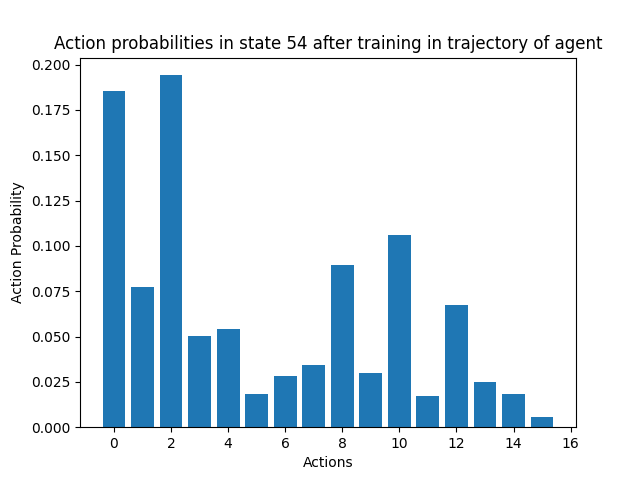 Action probabilities in state 54 after training in trajectory of agent
0.200
0.175
0.150
0.125
0.100
0.075
0.050
0.025
0.000
Action Probability
0 2 4 6 8 10 12 14 16
Actions